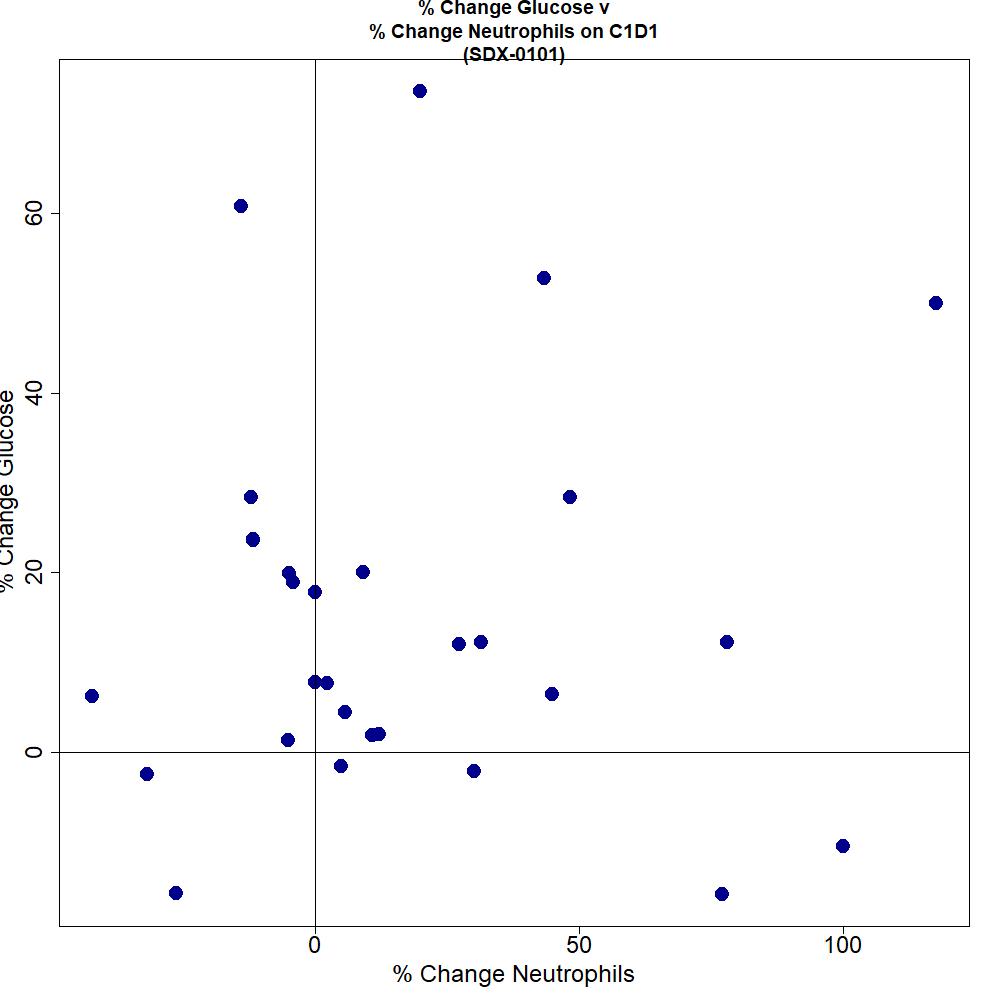 % Change Glucose v
% Change Neutrophils on C1D1
(SDX-0101)
% Change Glucose
60
40
20
0
0
50
100
% Change Neutrophils